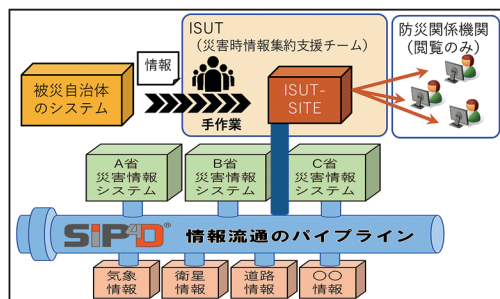 ISUT
(災害時情報集約支援チーム)
防災関係機関
(閲覧のみ)
情報
被災自治体
のシステム
手作業
ISUT-
SITE
A省
災害情報
システム
B省
災害情報
システム
C省
災害情報
システム
SIP4D® 情報流通のパイプライン
気象
情報
衛星
情報
道路
情報
〇〇
情報